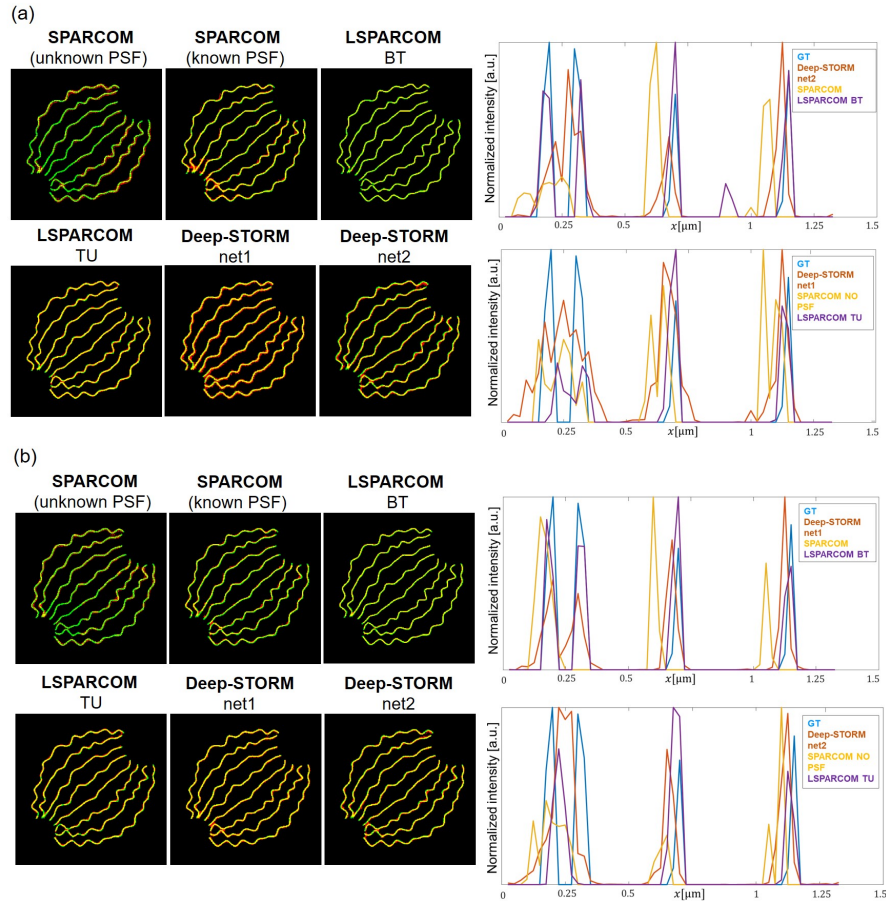 (a)
SPARCOM
(unknown PSF)
SPARCOM
(known PSF)
LSPARCOM
BT
LSPARCOM
TU
Deep-STORM
net1
Deep-STORM
net2
Normalized intensity [a.u.]
GT
Deep-STORM
net2
SPARCOM
LSPARCOM BT
0 0.25 0.5 x[μm] 1 1.25 1.5
Normalized intensity [a.u.]
GT
Deep-STORM
net1
SPARCOM NO
PSF
LSPARCOM TU
0 0.25 0.5 x[μm] 1 1.25 1.5
(b)
SPARCOM
(unknown PSF)
SPARCOM
(known PSF)
LSPARCOM
BT
LSPARCOM
TU
Deep-STORM
net1
Deep-STORM
net2
Normalized intensity [a.u.]
GT
Deep-STORM
net1
SPARCOM
LSPARCOM BT
0 0.25 0.5 x[μm] 1 1.25 1.5
Normalized intensity [a.u.]
GT
Deep-STORM
net2
SPARCOM NO
PSF
LSPARCOM TU
0 0.25 0.5 x[μm] 1 1.25 1.5